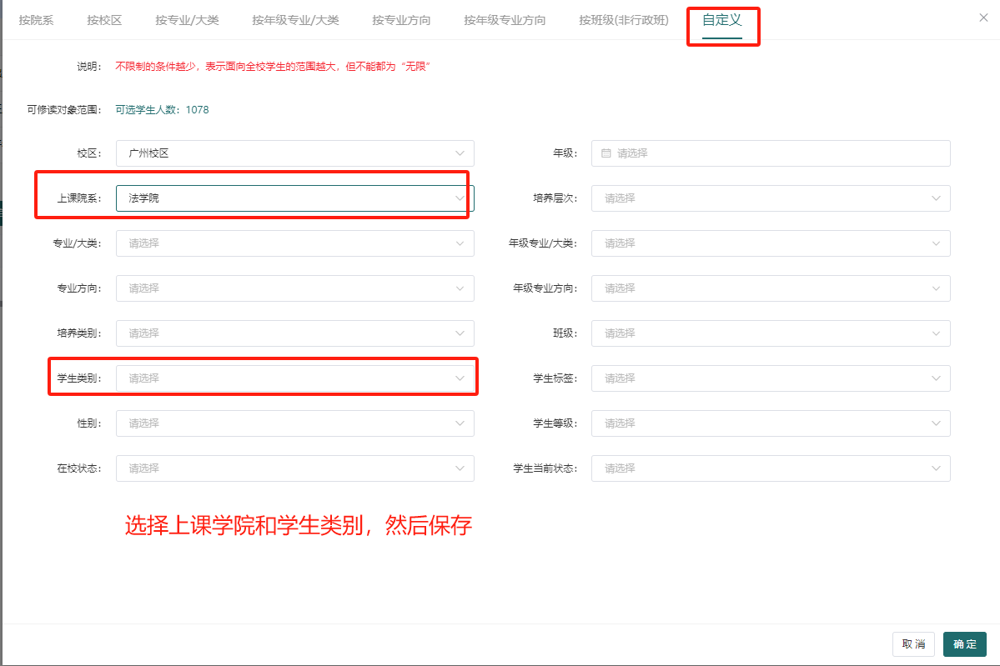 按院系 按校区 按专业/大类 按年级专业/大类 按专业方向 按年级专业方向 按班级(非行政班) 自定义
说明： 不限制的条件越少，表示面向全校学生的范围越大，但不能都为“无限”
可修读对象范围： 可选学生人数：1078
校区： 广州校区 年级： 请选择
上课院系： 法学院 培养层次： 请选择
专业/大类： 请选择 年级专业/大类： 请选择
专业方向： 请选择 年级专业方向： 请选择
培养类别： 请选择 班级： 请选择
学生类别： 请选择 学生标签： 请选择
性别： 请选择 学生等级： 请选择
在校状态： 请选择 学生当前状态： 请选择
选择上课学院和学生类别，然后保存
取消 确定